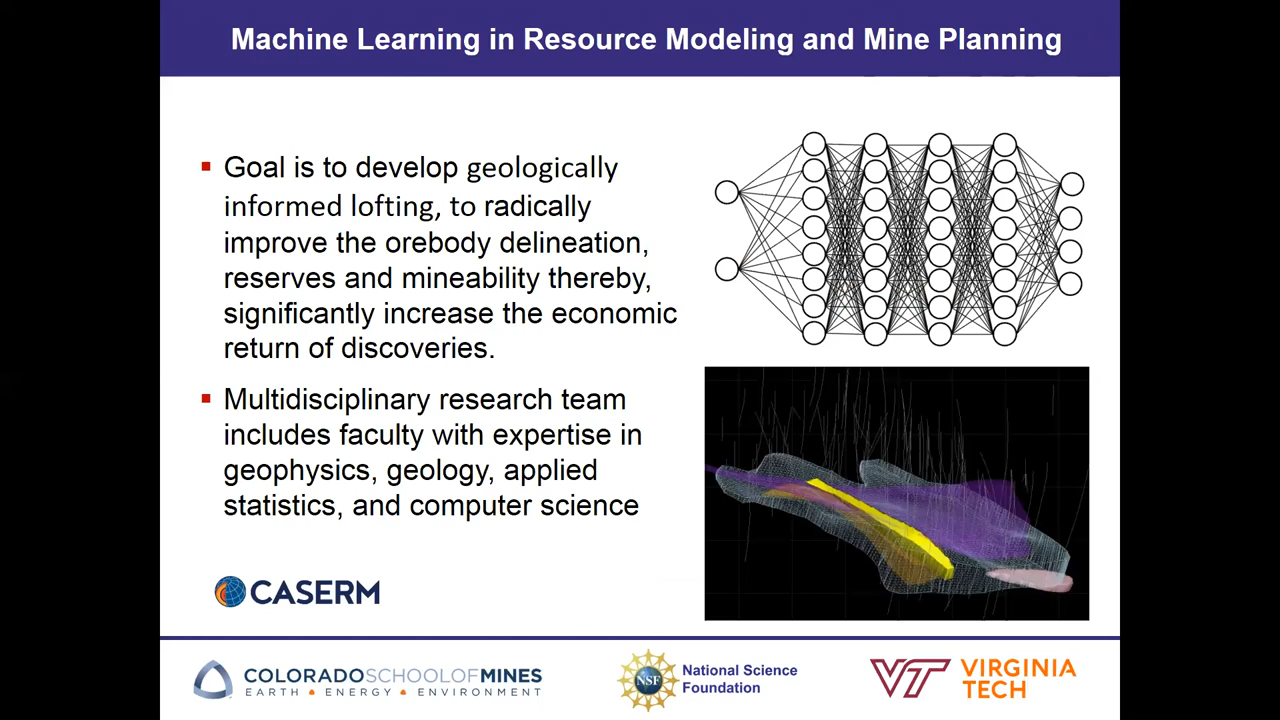 Machine Learning in Resource Modeling and Mine Planning
Goal is to develop geologically
informed lofting, to radically
improve the orebody delineation,
reserves and mineability thereby,
significantly increase the economic
return of discoveries.
Multidisciplinary research team
includes faculty with expertise in
geophysics, geology, applied
statistics, and computer science
CASERM
COLORADOSCHOOLOFMINES
EARTH • ENERGY • ENVIRONMENT
NSF
National Science
Foundation
VT
VIRGINIA
TECH